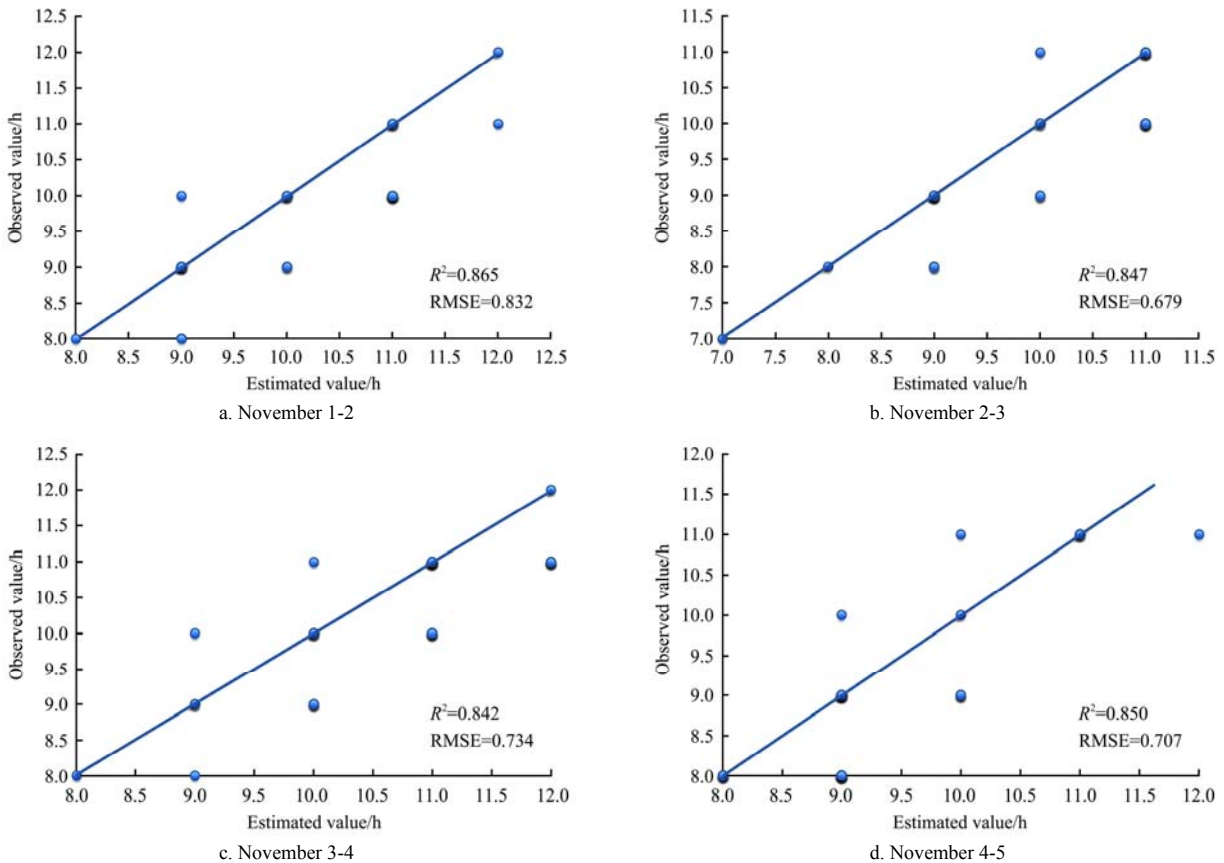 12.5
12.0
11.5
11.0
10.5
10.0
9.5
9.0
8.5
8.0
Observed value/h
R²=0.865
RMSE=0.832
8.0 8.5 9.0 9.5 10.0 10.5 11.0 11.5 12.0 12.5
Estimated value/h
a. November 1-2
11.5
11.0
10.5
10.0
9.5
9.0
8.5
8.0
7.5
7.0
Observed value/h
R²=0.847
RMSE=0.679
7.0 7.5 8.0 8.5 9.0 9.5 10.0 10.5 11.0 11.5
Estimated value/h
b. November 2-3
12.5
12.0
11.5
11.0
10.5
10.0
9.5
9.0
8.5
8.0
Observed value/h
R²=0.842
RMSE=0.734
8.0 8.5 9.0 9.5 10.0 10.5 11.0 11.5 12.0
Estimated value/h
c. November 3-4
12.0
11.5
11.0
10.5
10.0
9.5
9.0
8.5
8.0
Observed value/h
R²=0.850
RMSE=0.707
8.0 8.5 9.0 9.5 10.0 10.5 11.0 11.5 12.0
Estimated value/h
d. November 4-5